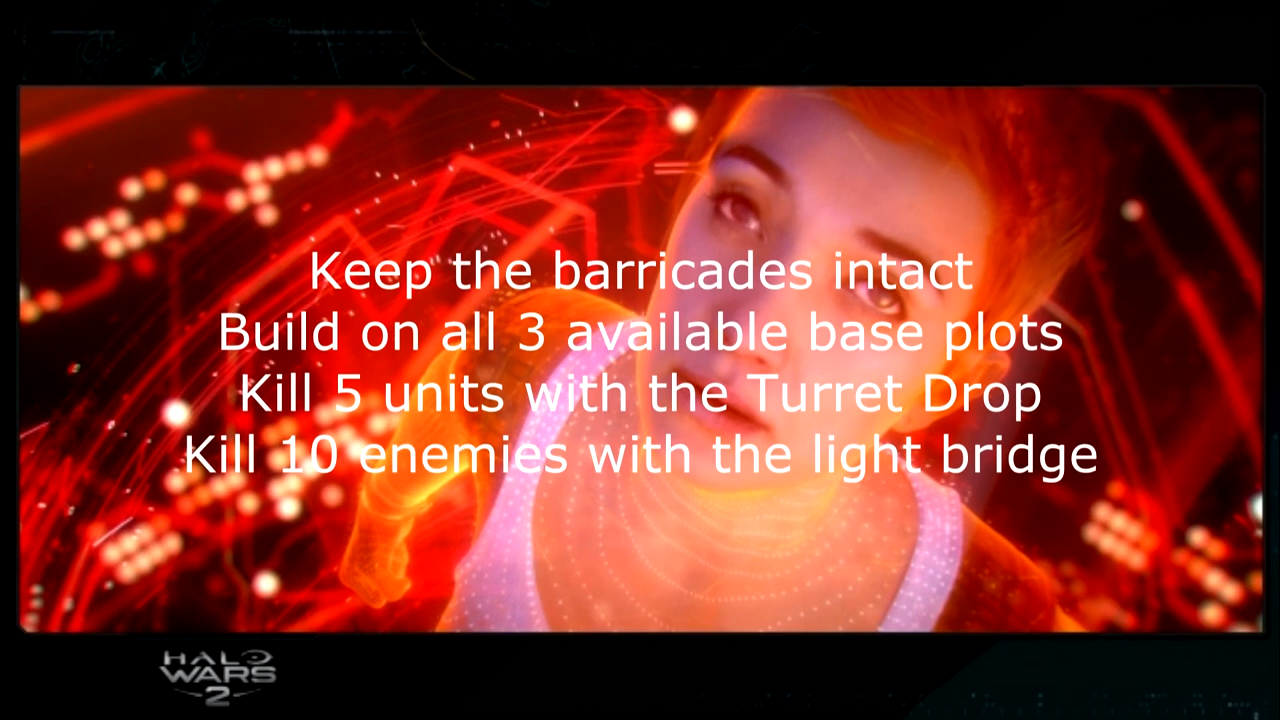 Keep the barricades intact
Build on all 3 available base plots
Kill 5 units with the Turret Drop
Kill 10 enemies with the light bridge
HALO
WARS
2